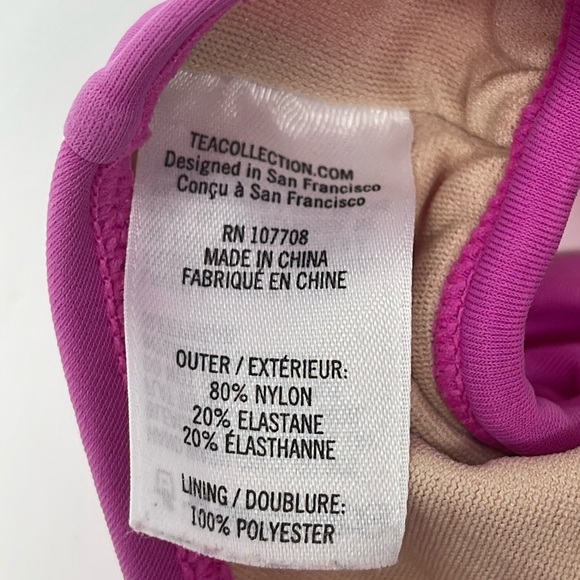 TEACOLLECTION.COM
Designed in San Francisco
Conçu à San Francisco
RN 107708
MADE IN CHINA
FABRIQUÉ EN CHINE
OUTER / EXTÉRIEUR:
80% NYLON
20% ELASTANE
20% ÉLASTHANNE
LINING / DOUBLURE:
100% POLYESTER